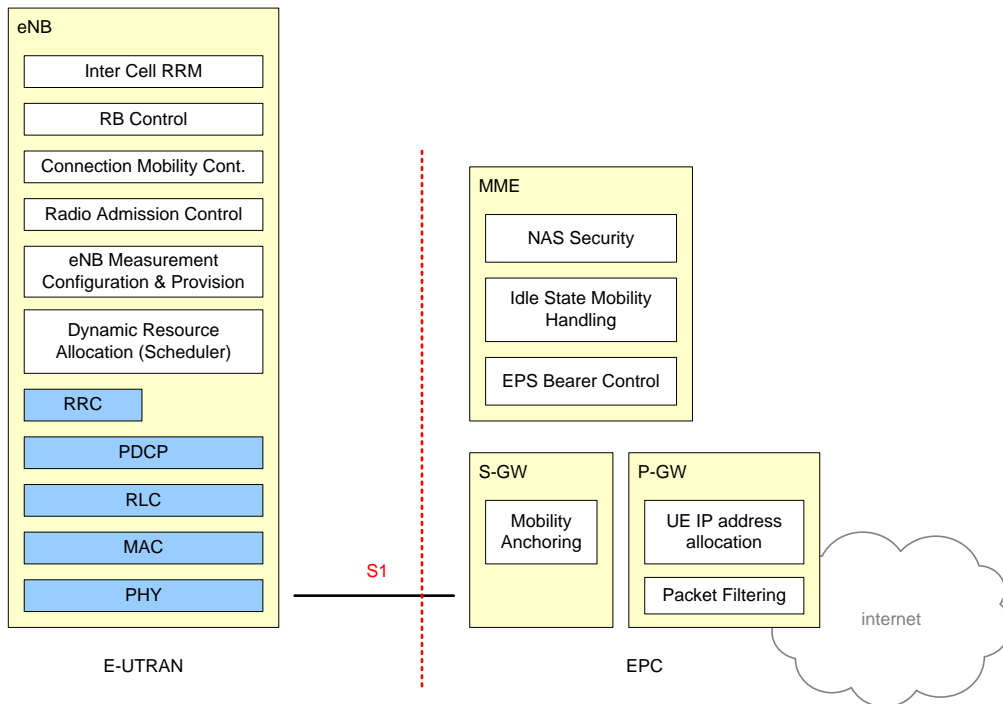 eNB
Inter Cell RRM
RB Control
Connection Mobility Cont.
Radio Admission Control
eNB Measurement
Configuration & Provision
Dynamic Resource
Allocation (Scheduler)
RRC
PDCP
RLC
MAC
PHY
S1
MME
NAS Security
Idle State Mobility
Handling
EPS Bearer Control
S-GW
Mobility
Anchoring
P-GW
UE IP address
allocation
Packet Filtering
internet
E-UTRAN
EPC